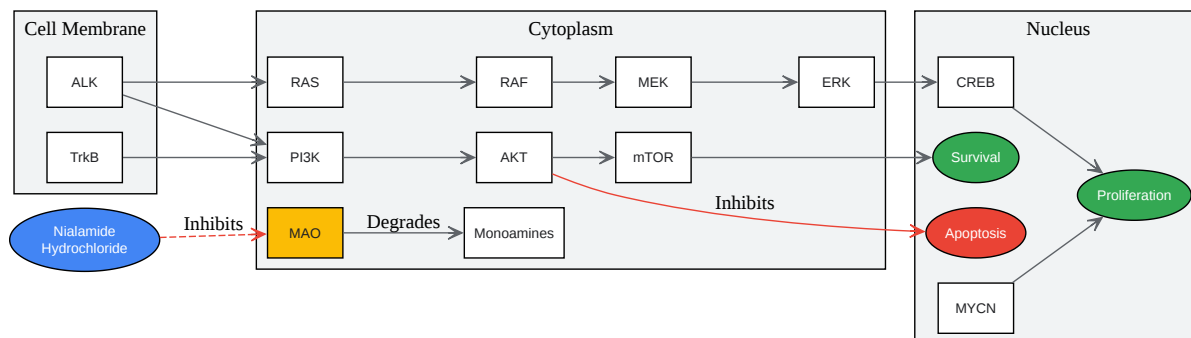 Cell Membrane
Cytoplasm
Nucleus
ALK
RAS
RAF
MEK
ERK
CREB
TrkB
PI3K
AKT
mTOR
Survival
Proliferation
Nialamide
Hydrochloride
Inhibits
MAO
Degrades
Monoamines
Inhibits
Apoptosis
MYCN